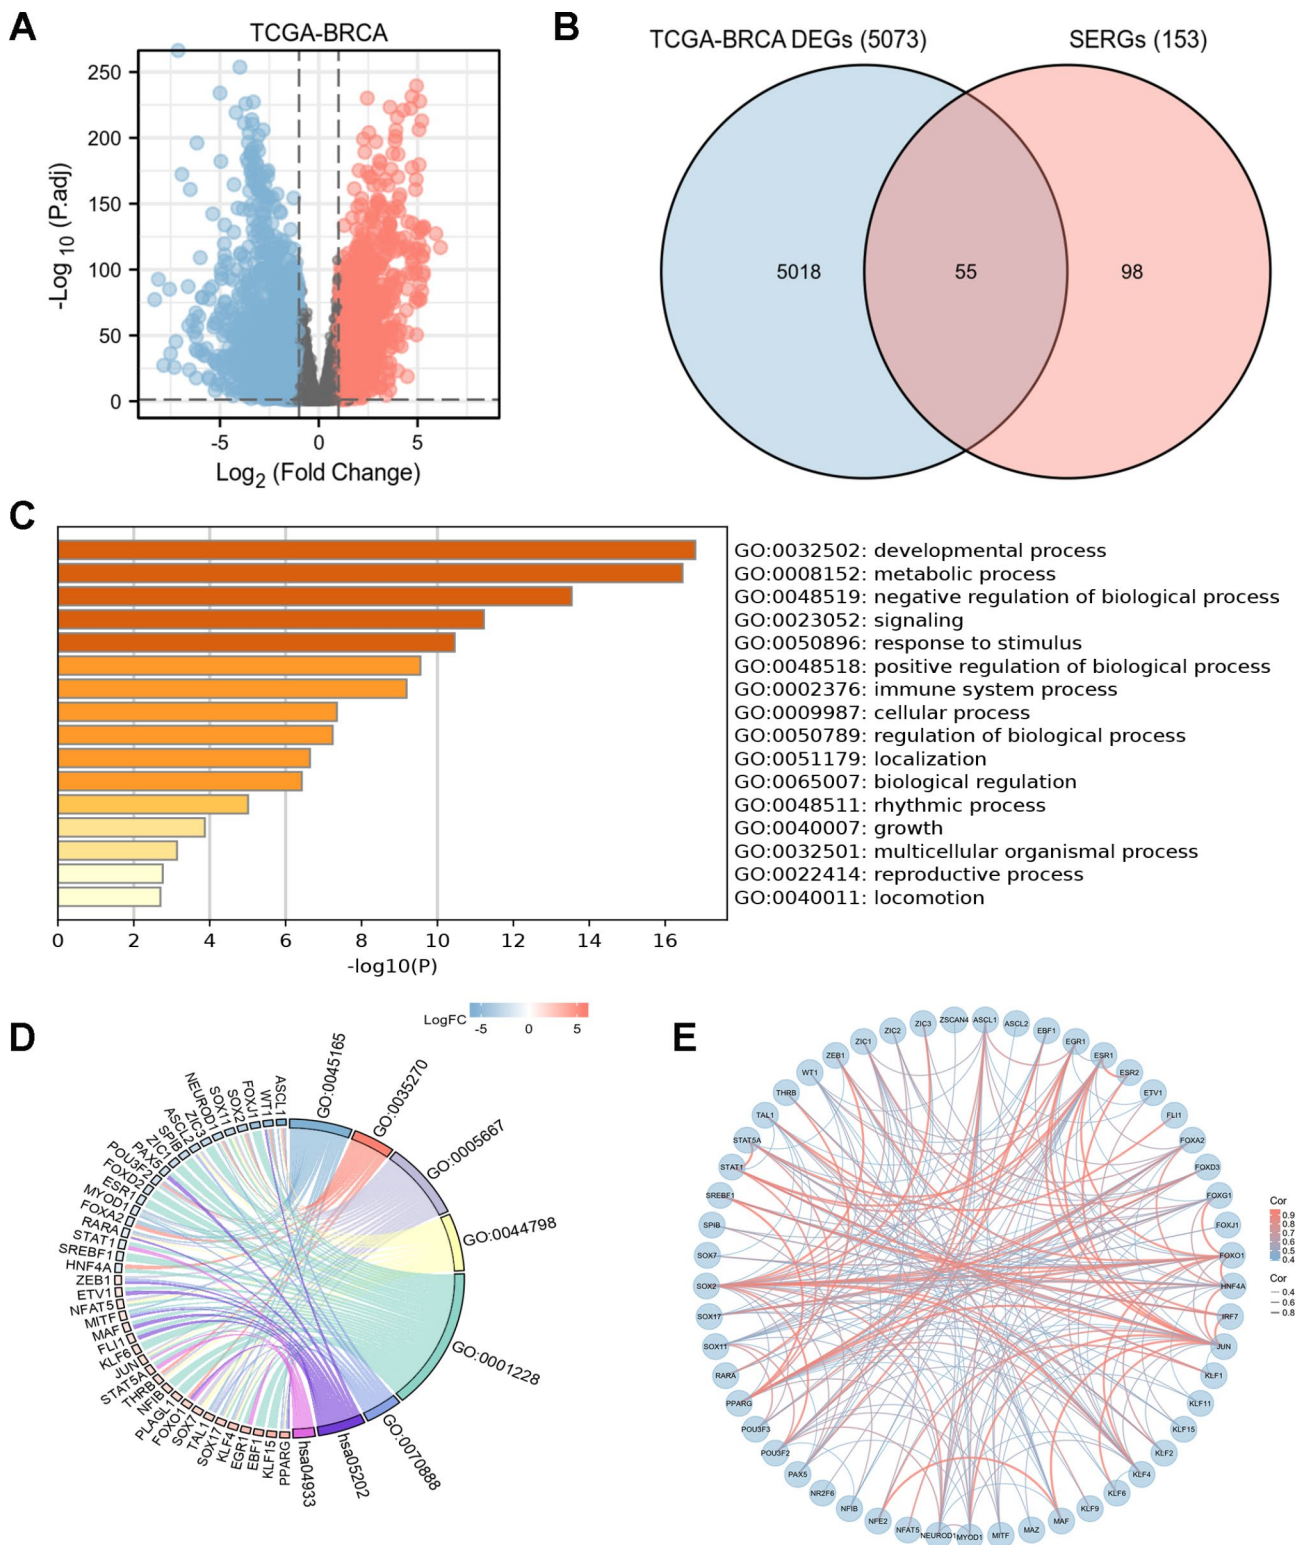 A
TCGA-BRCA
-Log 10 (P.adj)
250
200
150
100
50
0
-5
0
5
Log2 (Fold Change)
B
TCGA-BRCA DEGs (5073)
SERGs (153)
5018
55
98
C
GO:0032502: developmental process
GO:0008152: metabolic process
GO:0048519: negative regulation of biological process
GO:0023052: signaling
GO:0050896: response to stimulus
GO:0048518: positive regulation of biological process
GO:0002376: immune system process
GO:0009987: cellular process
GO:0050789: regulation of biological process
GO:0051179: localization
GO:0065007: biological regulation
GO:0048511: rhythmic process
GO:0040007: growth
GO:0032501: multicellular organismal process
GO:0022414: reproductive process
GO:0040011: locomotion
0
2
4
6
8
10
12
14
16
-log10(P)
D
LogFC
-5
0
5
GO:0045165
GO:0035270
GO:0005667
GO:0044798
GO:0001228
GO:0070888
hsa05202
hsa04933
ASCL1
WT1
FOXJ1
SOX2
SOX11
NEUROD1
ZIC3
ASCL2
SPIB
ZIC1
PAX5
POU3F2
FOXD2
ESR1
MYOD1
FOXA2
RARA
STAT1
SREBF1
HNF4A
ZEB1
ETV1
NFAT5
MITF
MAF
FLI1
KLF6
JUN
STAT5A
THRB
NFIB
PLAGL1
FOXO1
SOX7
TAL1
SOX17
KLF4
EGR1
EBF1
KLF15
PPARG
E
ASCL1
ASCL2
EBF1
EGR1
ESR1
ESR2
ETV1
FLI1
FOXA2
FOXD3
FOXG1
FOXJ1
FOXO1
HNF4A
IRF7
JUN
KLF1
KLF11
KLF15
KLF2
KLF4
KLF6
KLF9
MAF
MAZ
MITF
MYOD1
NEUROD1
NFAT5
NFE2
NFIB
NR2F6
PAX5
POU3F2
POU3F3
PPARG
RARA
SOX11
SOX17
SOX2
SOX7
SPIB
SREBF1
STAT1
STAT5A
TAL1
THRB
WT1
ZEB1
ZIC1
ZIC2
ZIC3
ZSCAN4
Cor
0.9
0.8
0.7
0.6
0.5
0.4
Cor
0.4
0.6
0.8